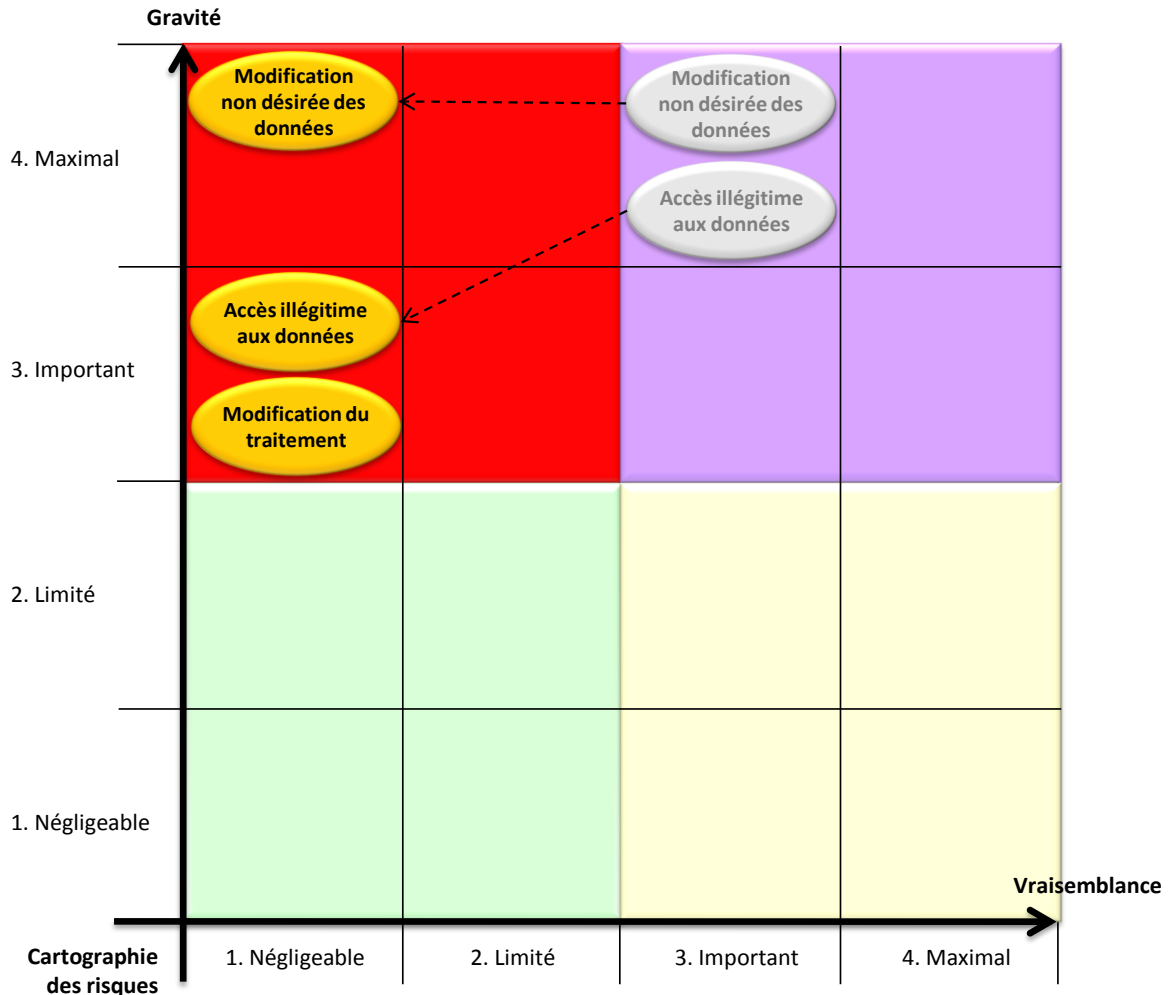 Gravité
Modification
non désirée des
données
Modification
non désirée des
données
4. Maximal
Accès illégitime
aux données
Accès illégitime
aux données
3. Important
Modification du
traitement
2. Limité
1. Négligeable
Vraisemblance
Cartographie
des risques
1. Négligeable
2. Limité
3. Important
4. Maximal